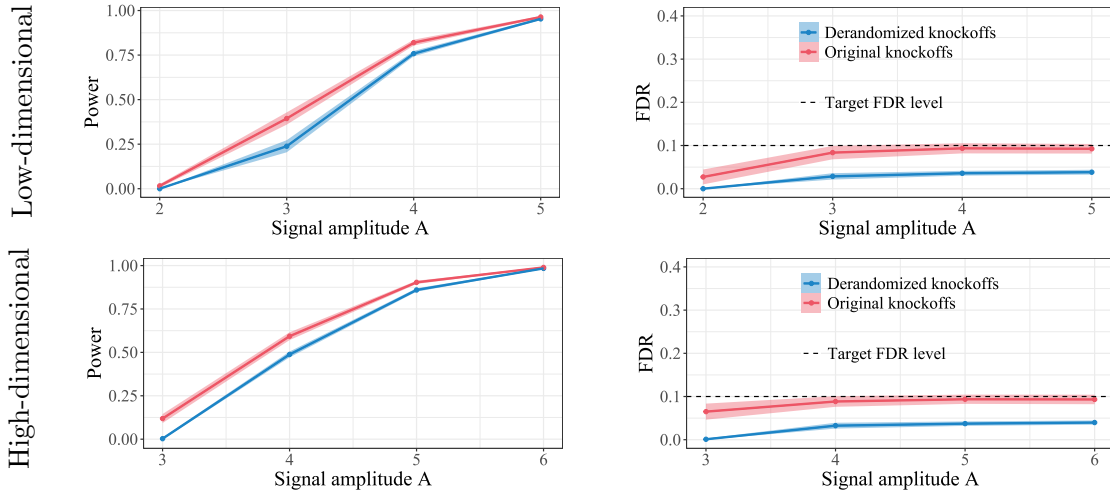 Low-dimensional
Power
1.00
0.75
0.50
0.25
0.00
2 3 4 5
Signal amplitude A
FDR
0.4
0.3
0.2
0.1
0.0
Derandomized knockoffs
Original knockoffs
Target FDR level
2 3 4 5
Signal amplitude A
High-dimensional
Power
1.00
0.75
0.50
0.25
0.00
3 4 5 6
Signal amplitude A
FDR
0.4
0.3
0.2
0.1
0.0
Derandomized knockoffs
Original knockoffs
Target FDR level
3 4 5 6
Signal amplitude A